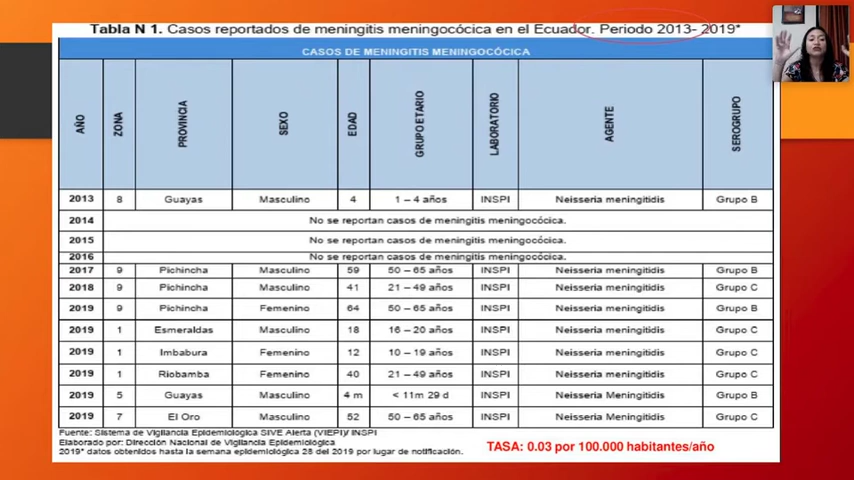 Tabla N 1. Casos reportados de meningitis meningocócica en el Ecuador. Periodo 2013- 2019*
CASOS DE MENINGITIS MENINGOCÓCICA
AÑO ZONA PROVINCIA SEXO EDAD GRUPO ETARIO LABORATORIO AGENTE SEROGRUPO
2013 8 Guayas Masculino 4 1 – 4 años INSPI Neisseria meningitidis Grupo B
2014 No se reportan casos de meningitis meningocócica.
2015 No se reportan casos de meningitis meningocócica.
2016 No se reportan casos de meningitis meningocócica.
2017 9 Pichincha Masculino 59 50 – 65 años INSPI Neisseria meningitidis Grupo B
2018 9 Pichincha Masculino 41 21 – 49 años INSPI Neisseria meningitidis Grupo C
2019 9 Pichincha Femenino 64 50 – 65 años INSPI Neisseria meningitidis Grupo B
2019 1 Esmeraldas Masculino 18 16 – 20 años INSPI Neisseria meningitidis Grupo C
2019 1 Imbabura Femenino 12 10 – 19 años INSPI Neisseria meningitidis Grupo C
2019 1 Riobamba Femenino 40 21 – 49 años INSPI Neisseria meningitidis Grupo C
2019 5 Guayas Masculino 4 m < 11m 29 d INSPI Neisseria Meningitidis Grupo B
2019 7 El Oro Masculino 52 50 – 65 años INSPI Neisseria Meningitidis Grupo C
Fuente: Sistema de Vigilancia Epidemiológica SIVE Alerta (VIEPI)/ INSPI
Elaborado por: Dirección Nacional de Vigilancia Epidemiológica
2019* datos obtenidos hasta la semana epidemiológica 28 del 2019 por lugar de notificación.
TASA: 0.03 por 100.000 habitantes/año